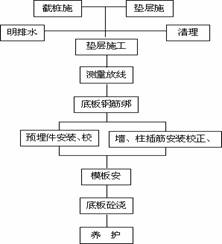 截桩施
垫层施
明排水
清理
垫层施工
测量放线
底板钢筋绑
预埋件安装、校
墙、柱插筋安装校正、
模板安
底板砼浇
养 护